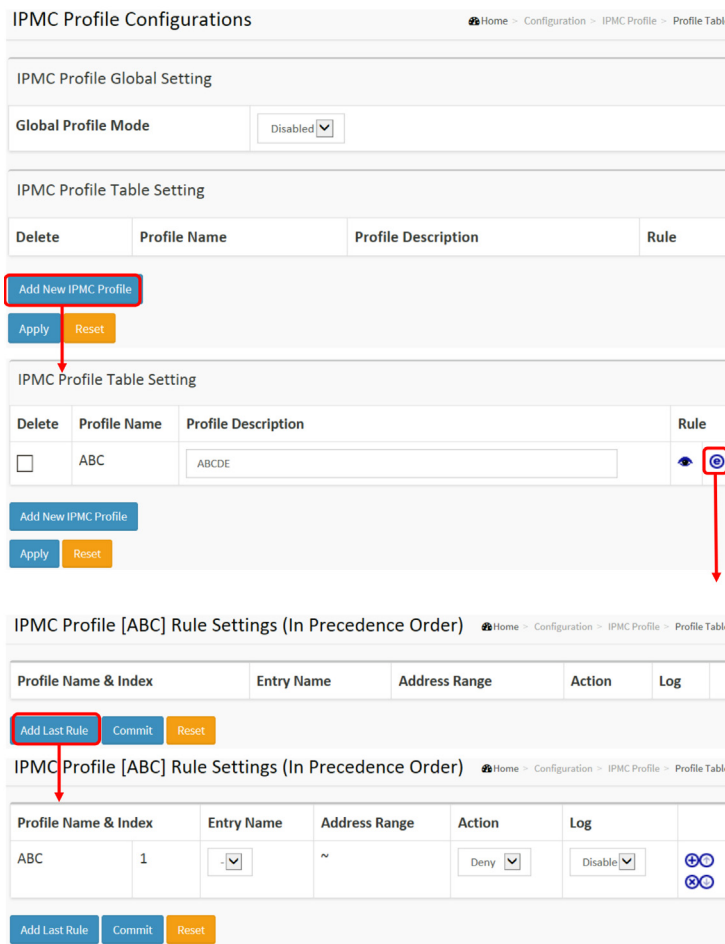 IPMC Profile Configurations
Home > Configuration > IPMC Profile > Profile Tabl
IPMC Profile Global Setting
Global Profile Mode Disabled
IPMC Profile Table Setting
Delete Profile Name Profile Description Rule
Add New IPMC Profile
Apply Reset
IPMC Profile Table Setting
Delete Profile Name Profile Description Rule
ABC ABCDE e
Add New IPMC Profile
Apply Reset
IPMC Profile [ABC] Rule Settings (In Precedence Order)
Home > Configuration > IPMC Profile > Profile Tabl
Profile Name & Index Entry Name Address Range Action Log
Add Last Rule Commit Reset
IPMC Profile [ABC] Rule Settings (In Precedence Order)
Home > Configuration > IPMC Profile > Profile Tabl
Profile Name & Index Entry Name Address Range Action Log
ABC 1 - ~ Deny Disable
Add Last Rule Commit Reset